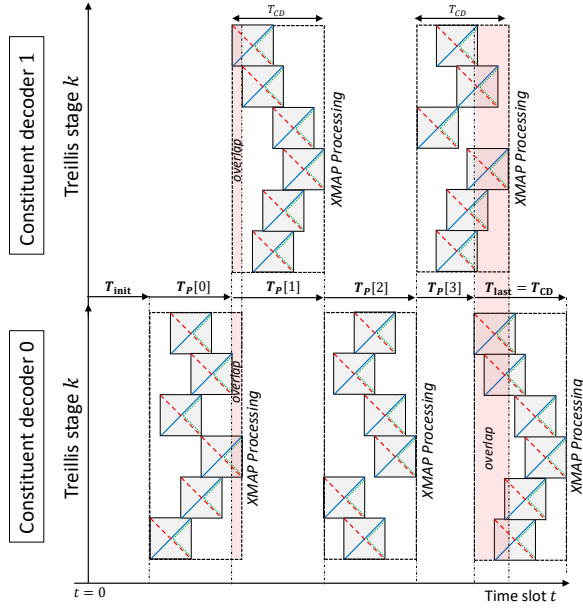 Constituent decoder 1
Treillis stage k
T_CD
T_CD
overlap
XMAP Processing
XMAP Processing
T_init
T_P[0]
T_P[1]
T_P[2]
T_P[3]
T_last = T_CD
Constituent decoder 0
Treillis stage k
overlap
XMAP Processing
XMAP Processing
overlap
XMAP Processing
t = 0
Time slot t